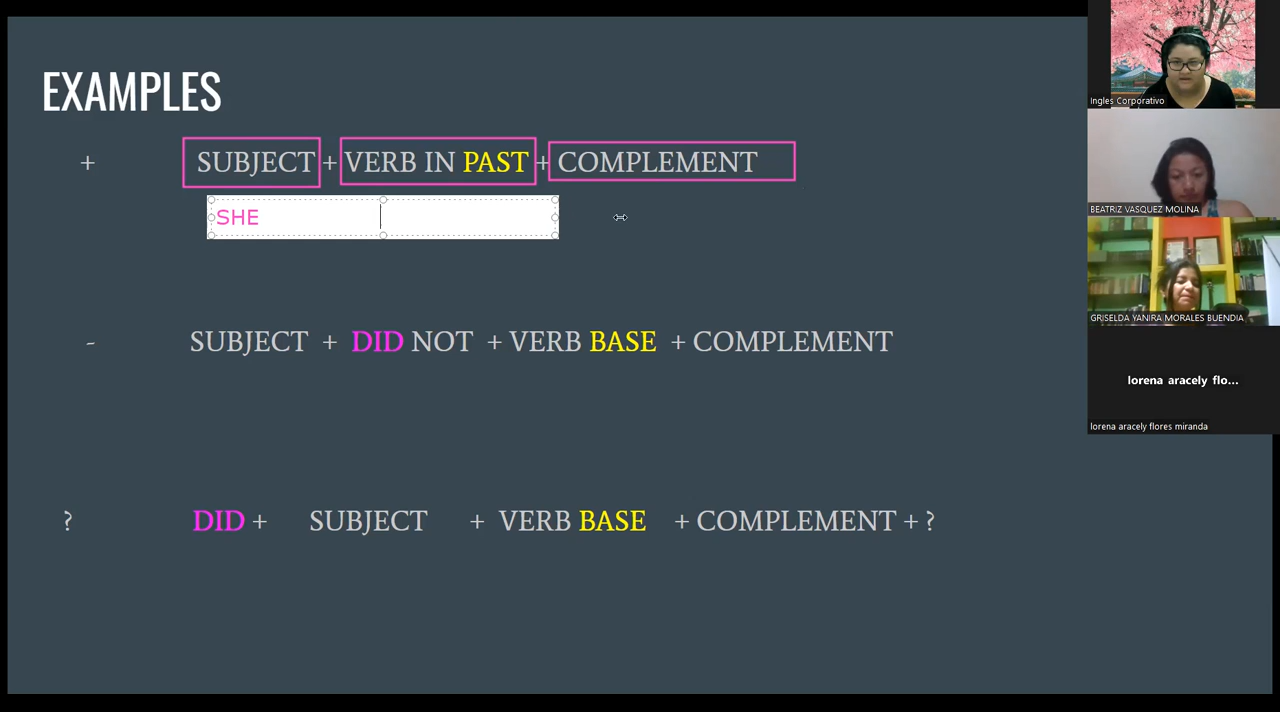 EXAMPLES
+ SUBJECT + VERB IN PAST + COMPLEMENT
SHE
- SUBJECT + DID NOT + VERB BASE + COMPLEMENT
? DID + SUBJECT + VERB BASE + COMPLEMENT + ?
Ingles Corporativo
BEATRIZ VASQUEZ MOLINA
GRISELDA YANIRA MORALES BUENDIA
lorena aracely flo...
lorena aracely flores miranda